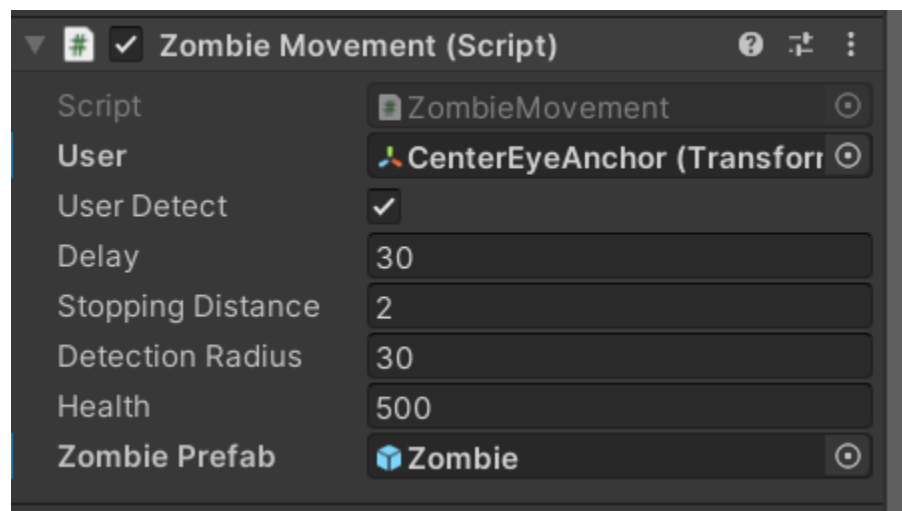 Zombie Movement (Script)
Script ZombieMovement
User CenterEyeAnchor (Transforr
User Detect
Delay 30
Stopping Distance 2
Detection Radius 30
Health 500
Zombie Prefab Zombie